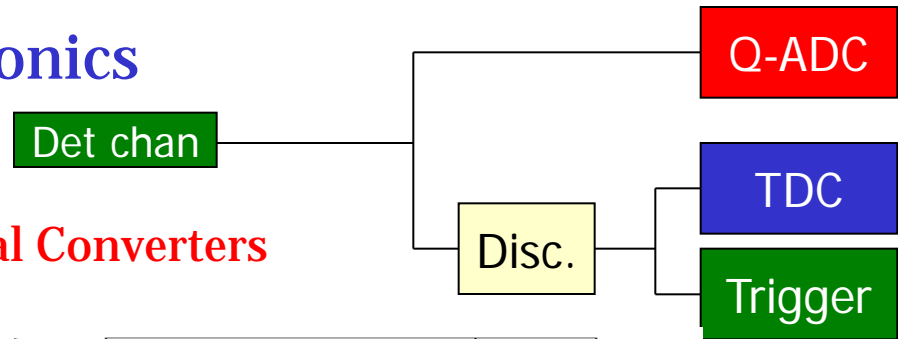 onics
Q-ADC
Det chan
TDC
al Converters
Disc.
Trigger